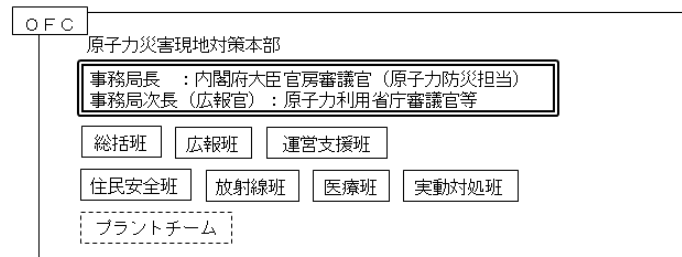 ＯＦＣ
原子力災害現地対策本部
事務局長　：内閣府大臣官房審議官（原子力防災担当）
事務局次長（広報官）：原子力利用省庁審議官等
総括班　広報班　運営支援班
住民安全班　放射線班　医療班　実動対処班
プラントチーム